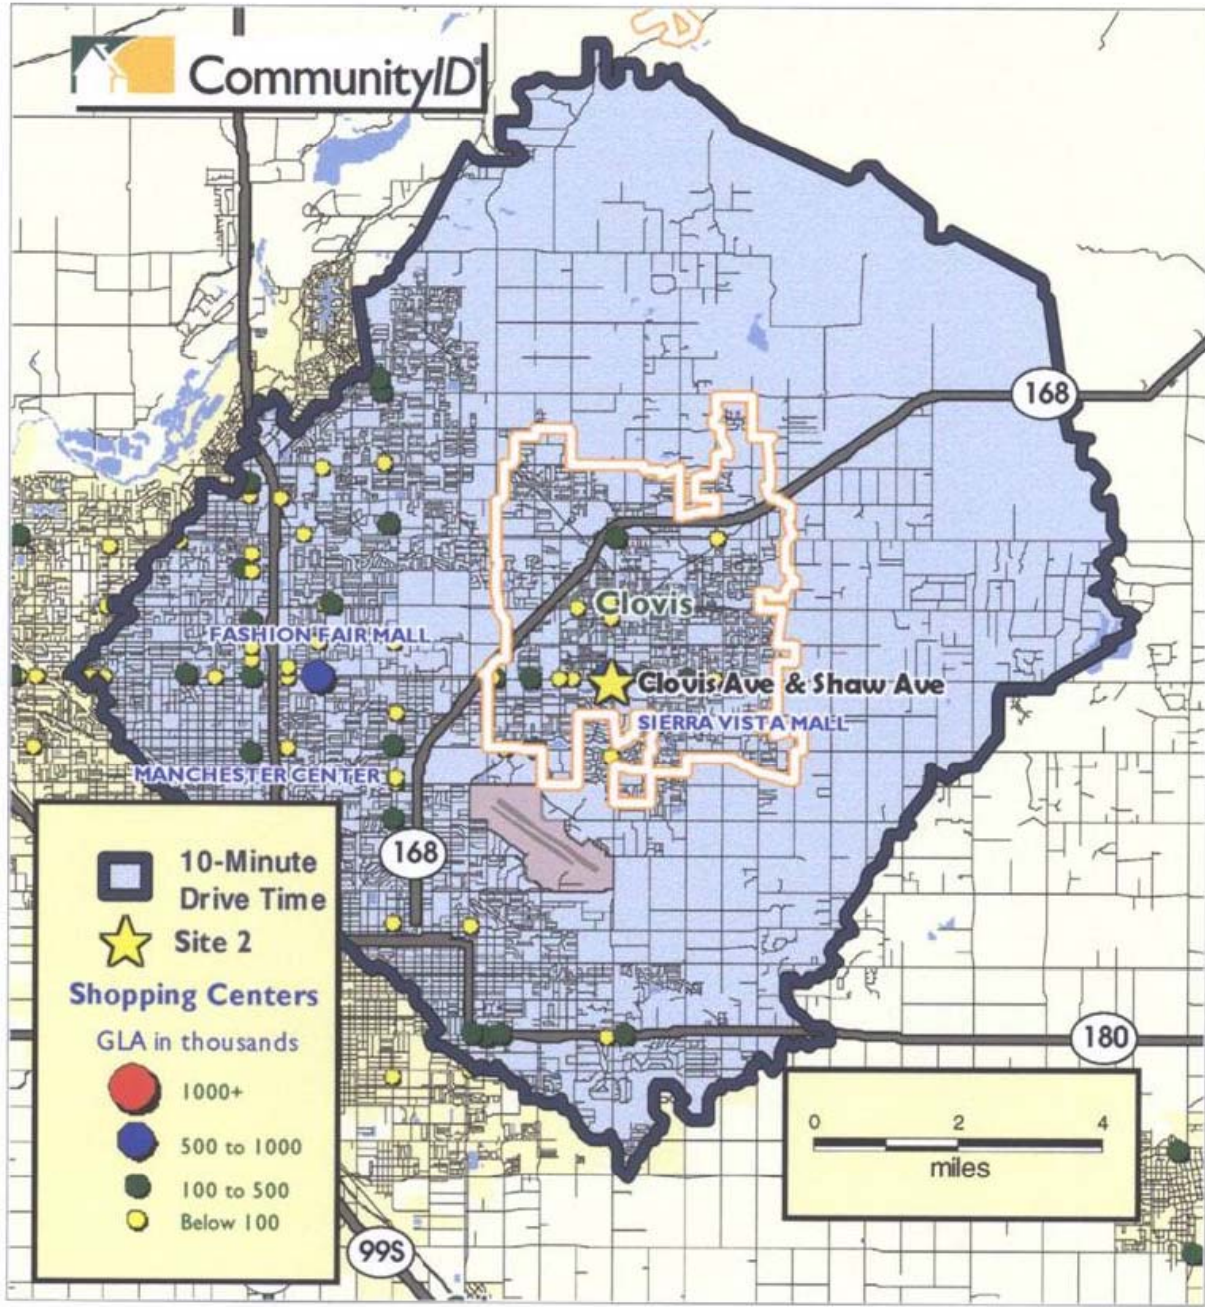 CommunityID®
168
Clovis
FASHION FAIR MALL
Clovis Ave & Shaw Ave
SIERRA VISTA MALL
MANCHESTER CENTER
168
10-Minute
Drive Time
Site 2
Shopping Centers
GLA in thousands
1000+
500 to 1000
100 to 500
Below 100
180
0 2 4
miles
99S